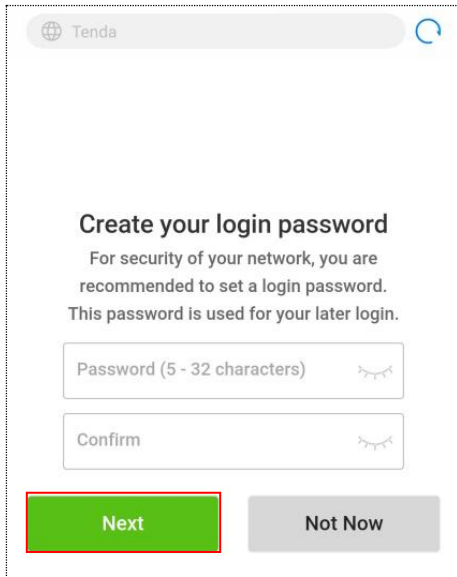 Tenda
Create your login password
For security of your network, you are
recommended to set a login password.
This password is used for your later login.
Password (5 - 32 characters)
Confirm
Next
Not Now